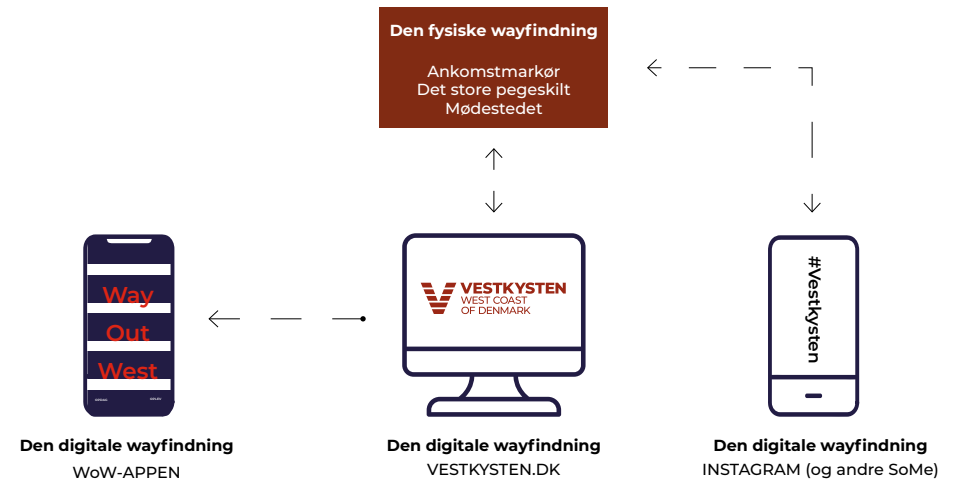 Den fysiske wayfindning
Ankomstmarkør
Det store pegeskilt
Mødestedet
Way
Out
West
VESTKYSTEN
WEST COAST
OF DENMARK
#Vestkysten
Den digitale wayfindning
WoW-APPEN
Den digitale wayfindning
VESTKYSTEN.DK
Den digitale wayfindning
INSTAGRAM (og andre SoMe)